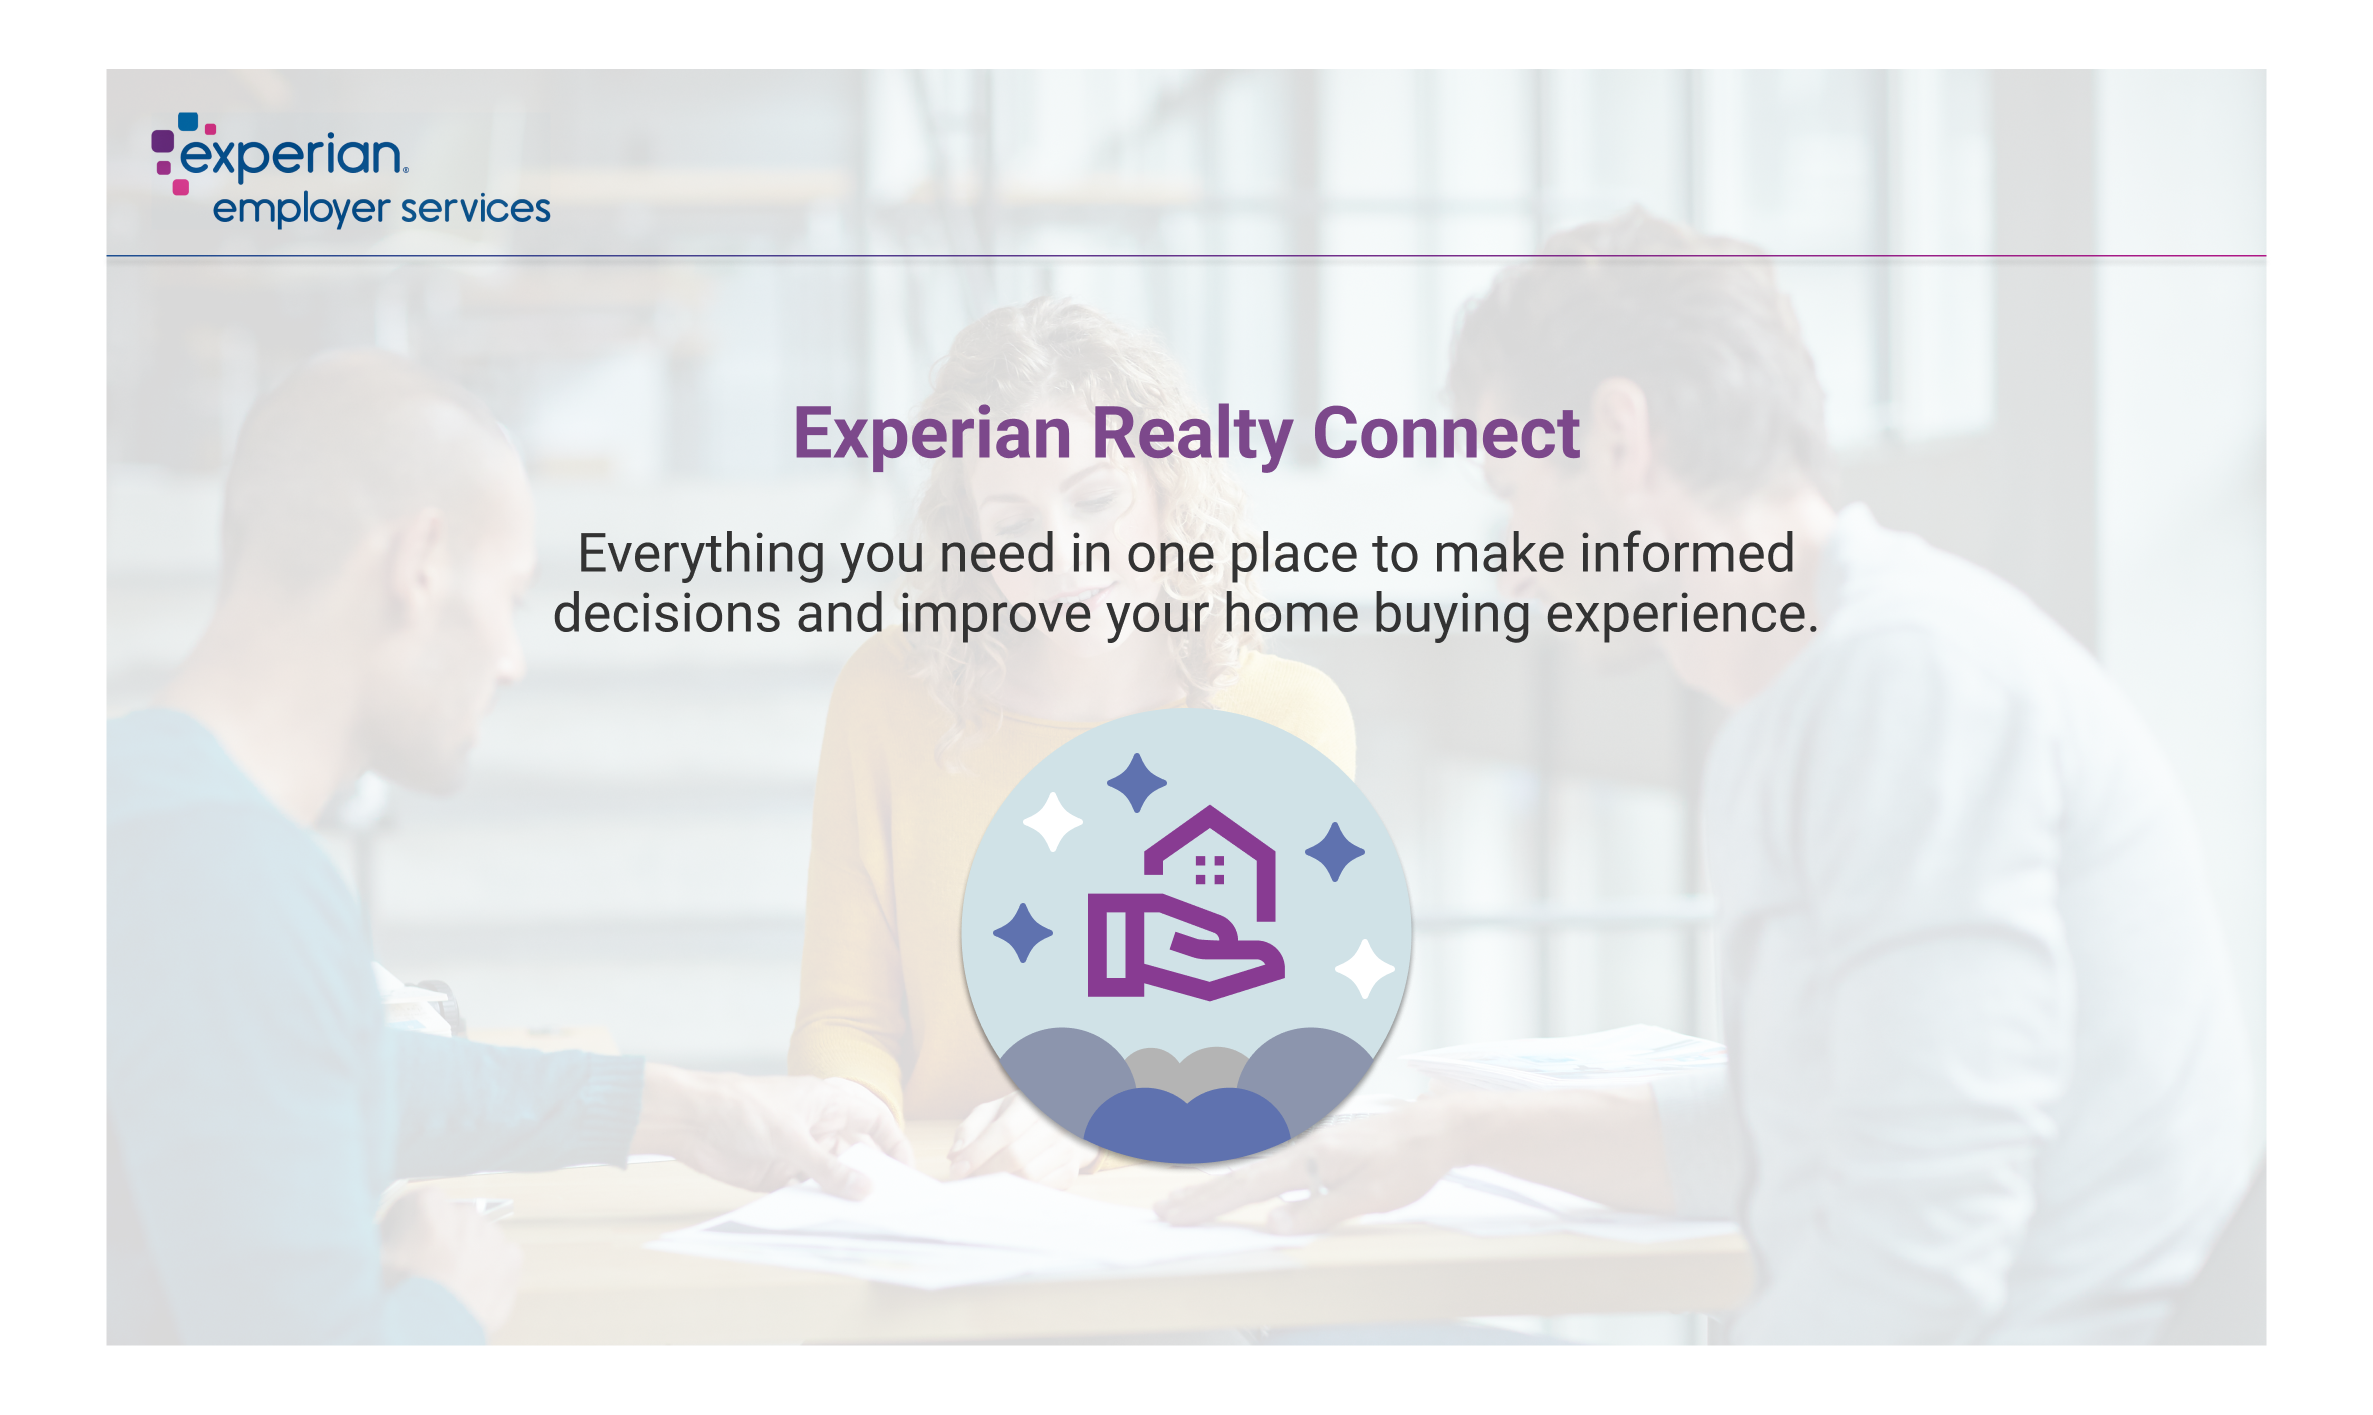 experian®
employer services
Experian Realty Connect
Everything you need in one place to make informed
decisions and improve your home buying experience.